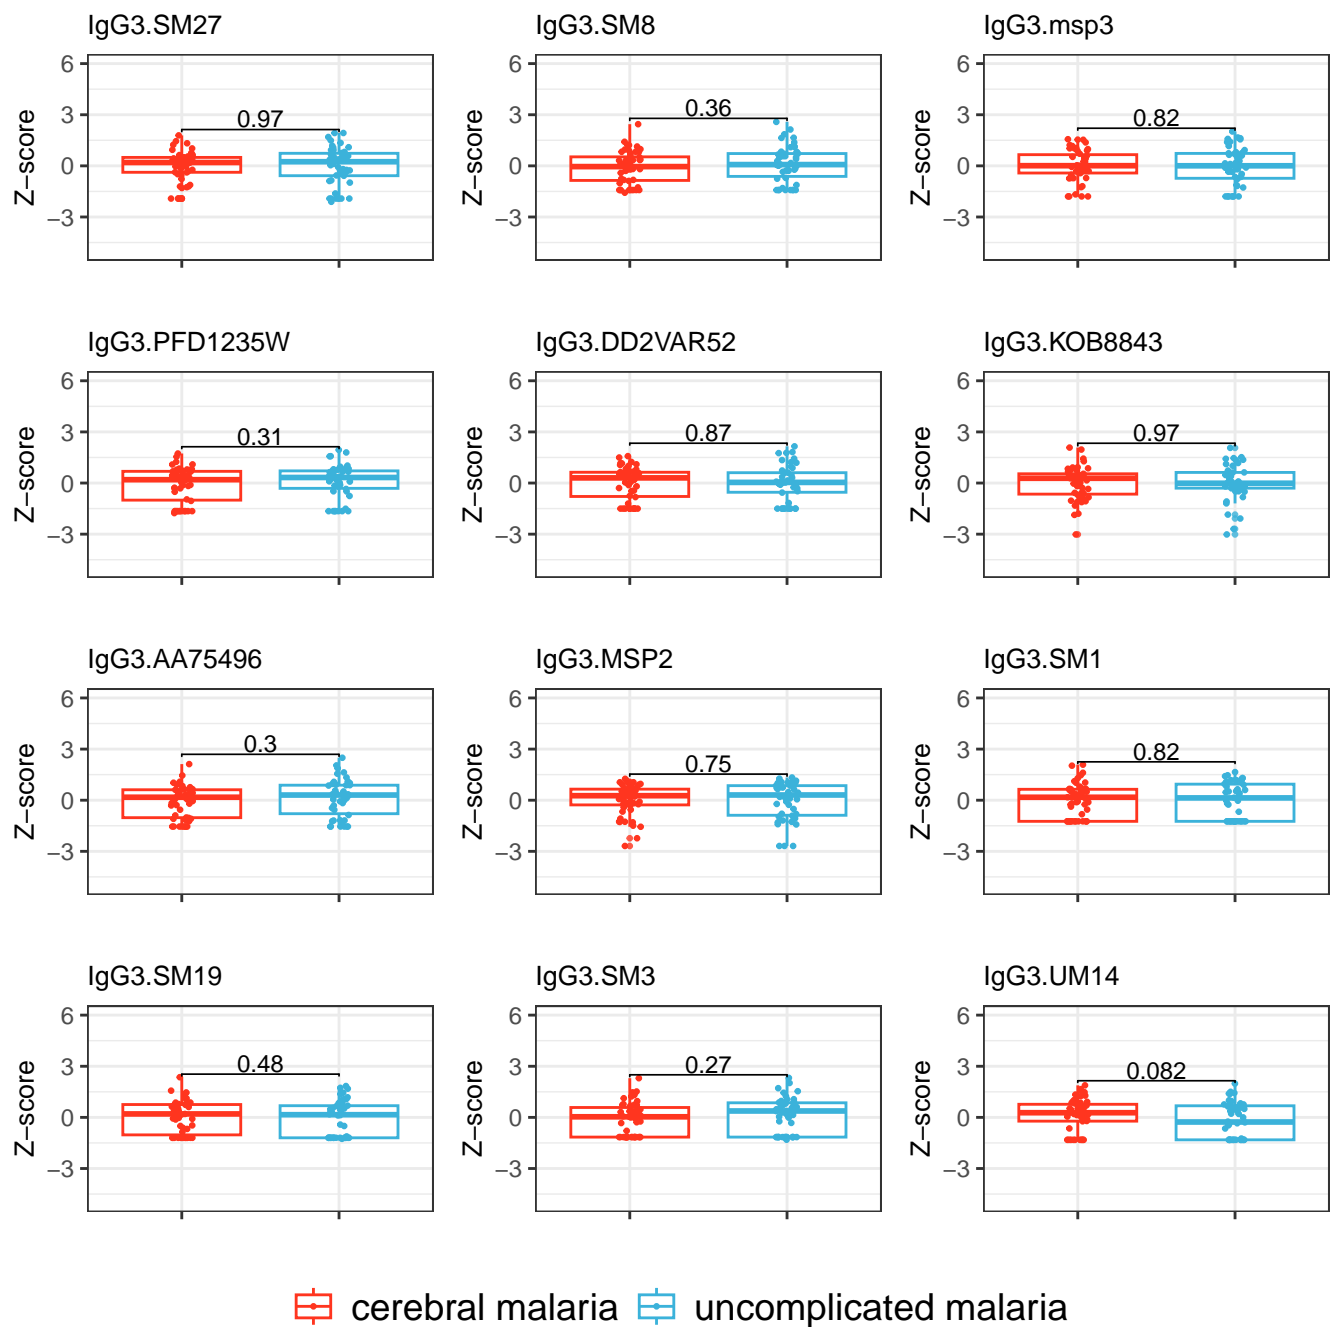 IgG3.SM27 IgG3.SM8 IgG3.msp3
6 6 6
0.97 0.36 0.82
3 3 3
Z−score Z−score Z−score
0 0 0
−3 −3 −3
IgG3.PFD1235W IgG3.DD2VAR52 IgG3.KOB8843
6 6 6
0.31 0.87 0.97
3 3 3
Z−score Z−score Z−score
0 0 0
−3 −3 −3
IgG3.AA75496 IgG3.MSP2 IgG3.SM1
6 6 6
0.3 0.75 0.82
3 3 3
Z−score Z−score Z−score
0 0 0
−3 −3 −3
IgG3.SM19 IgG3.SM3 IgG3.UM14
6 6 6
0.48 0.27 0.082
3 3 3
Z−score Z−score Z−score
0 0 0
−3 −3 −3
cerebral malaria uncomplicated malaria